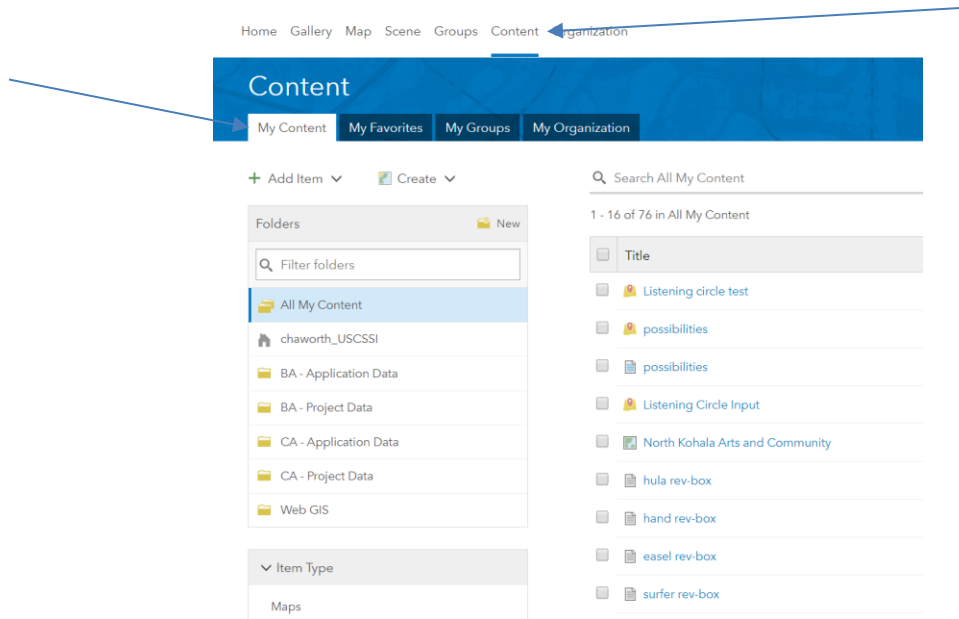 Home Gallery Map Scene Groups Content Organization
Content
My Content My Favorites My Groups My Organization
+ Add Item Create
Search All My Content
Folders New
1 - 16 of 76 in All My Content
Filter folders
Title
All My Content
chaworth_USCSSI
BA - Application Data
BA - Project Data
CA - Application Data
CA - Project Data
Web GIS
Item Type
Maps
Listening circle test
possibilities
possibilities
Listening Circle Input
North Kohala Arts and Community
hula rev-box
hand rev-box
easel rev-box
surfer rev-box